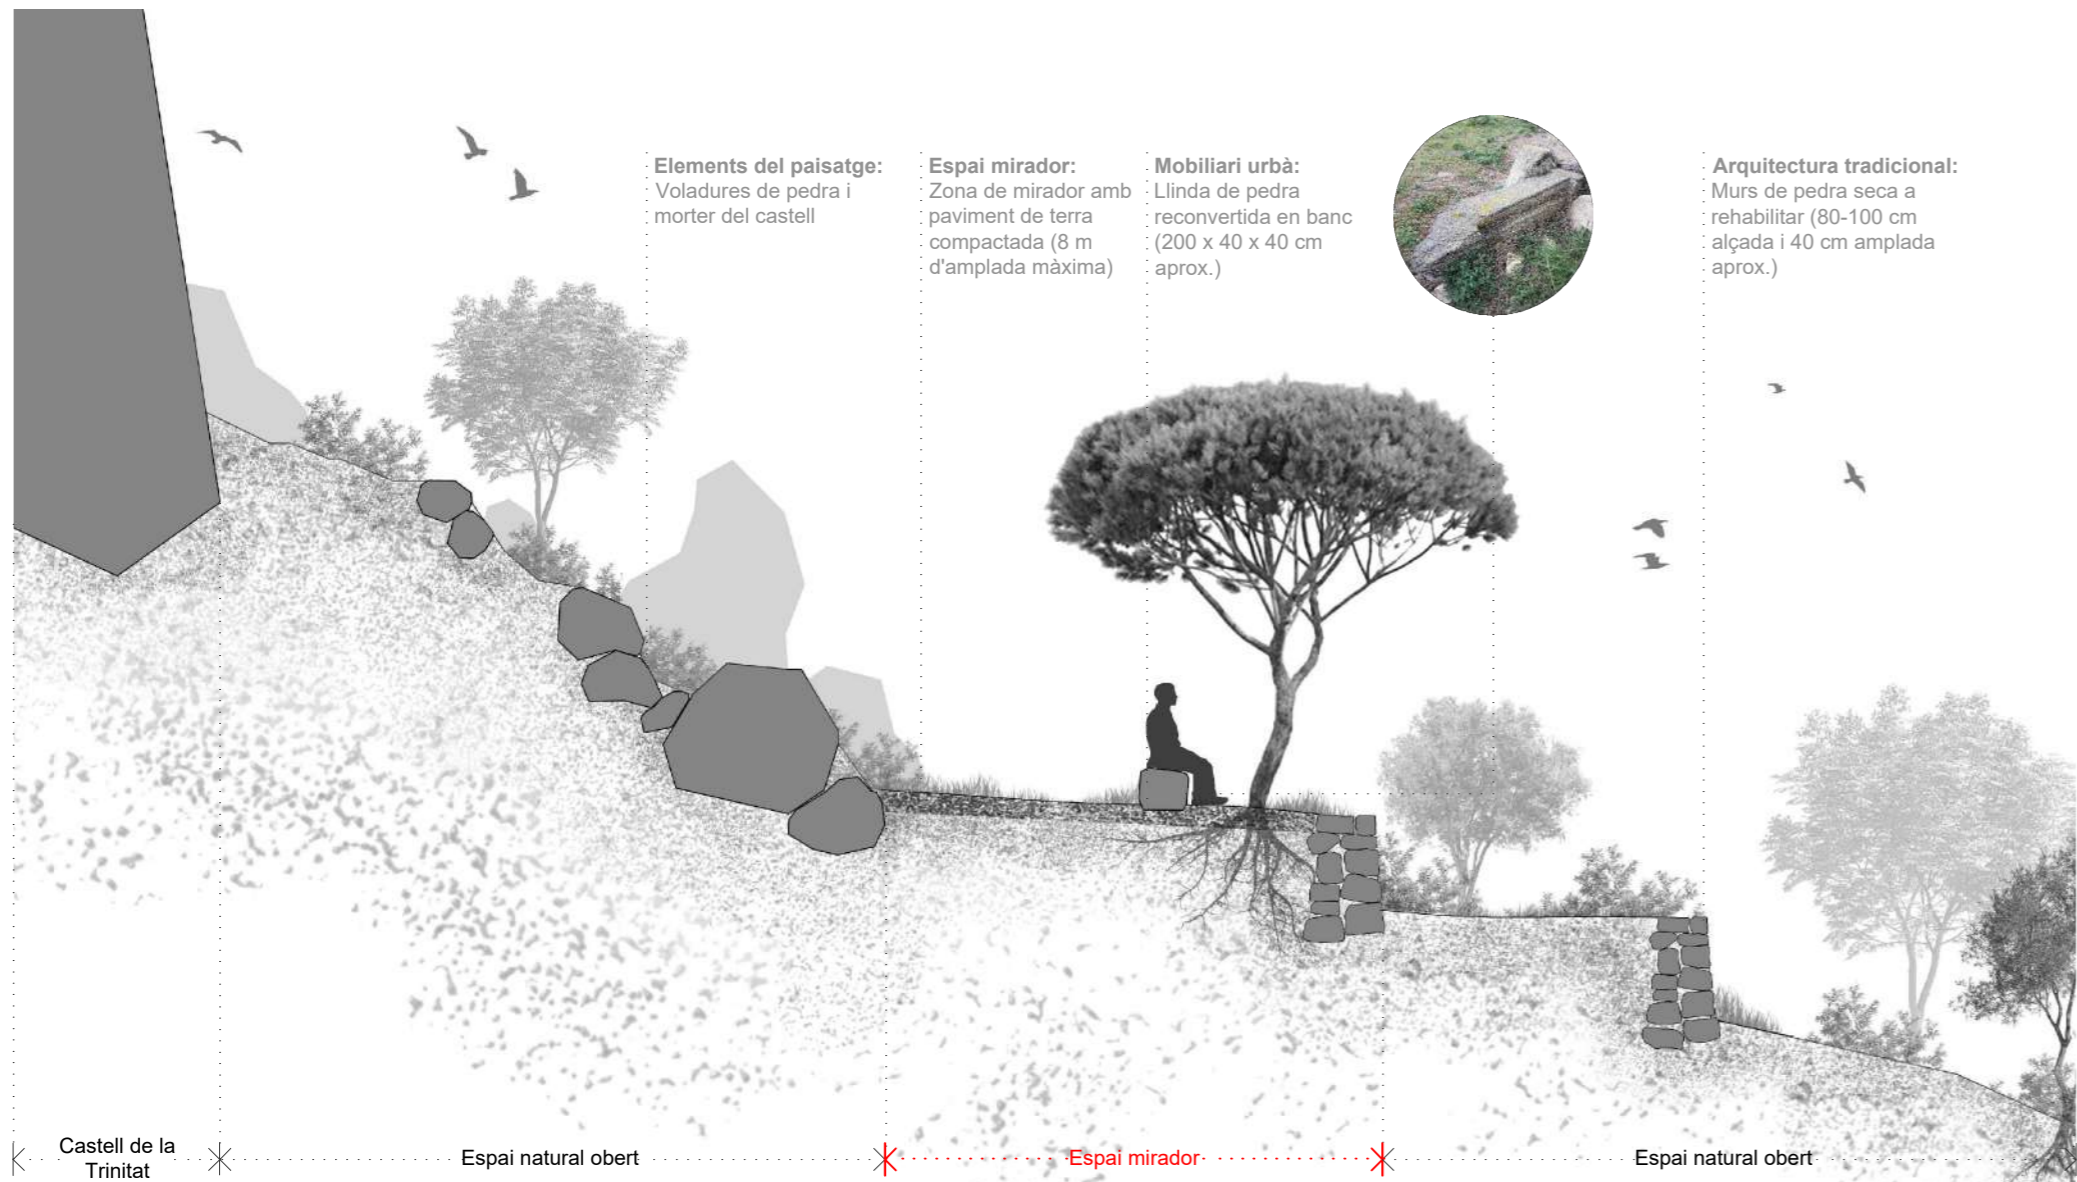 Elements del paisatge:
Voladures de pedra i
morter del castell
Espai mirador:
Zona de mirador amb
paviment de terra
compactada (8 m
d'amplada màxima)
Mobiliari urbà:
Llinda de pedra
reconvertida en banc
(200 x 40 x 40 cm
aprox.)
Arquitectura tradicional:
Murs de pedra seca a
rehabilitar (80-100 cm
alçada i 40 cm amplada
aprox.)
Castell de la
Trinitat
Espai natural obert
Espai mirador
Espai natural obert